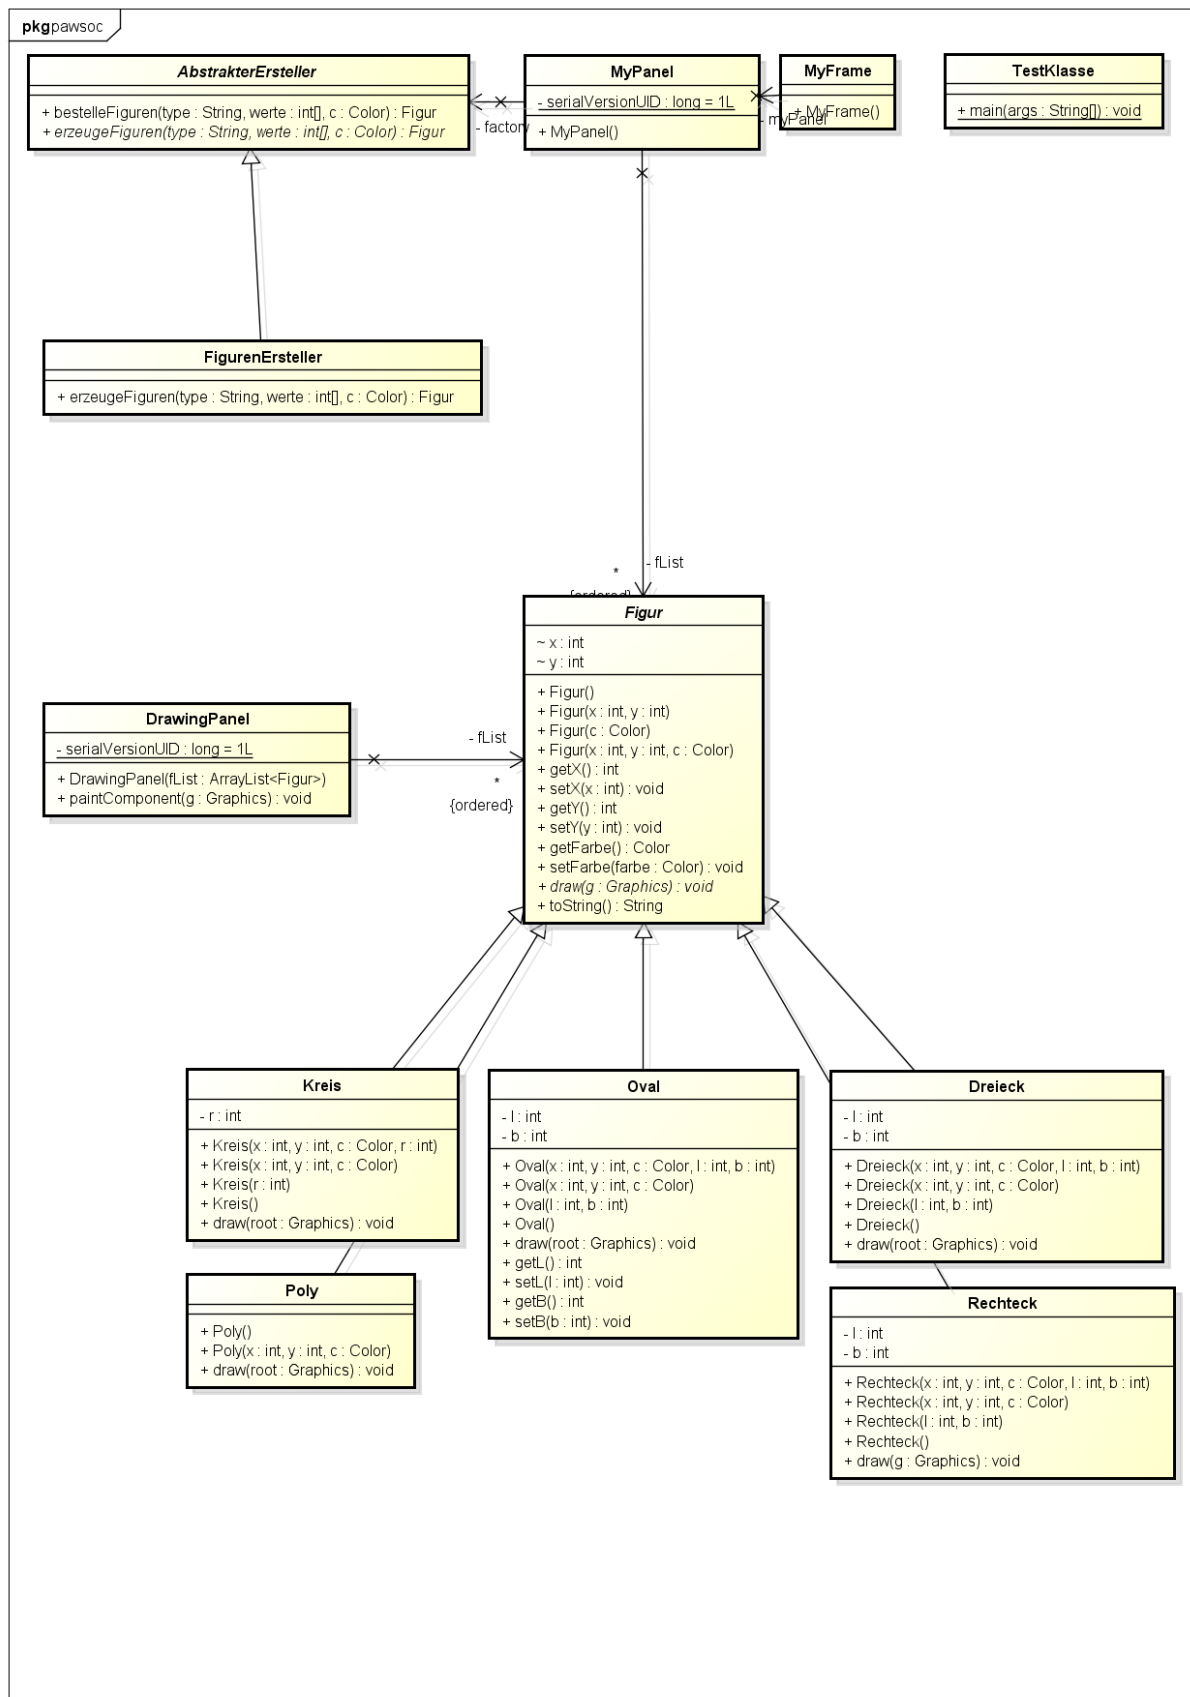 pkg pawsoc
AbstrakterErsteller
+ bestelleFiguren(type : String, werte : int[], c : Color) : Figur
+ erzeugeFiguren(type : String, werte : int[], c : Color) : Figur
- factory
MyPanel
- serialVersionUID : long = 1L
+ MyPanel()
- myPanel
MyFrame
+ MyFrame()
TestKlasse
+ main(args : String[]) : void
FigurenErsteller
+ erzeugeFiguren(type : String, werte : int[], c : Color) : Figur
- fList
*
{ordered}
Figur
~ x : int
~ y : int
+ Figur()
+ Figur(x : int, y : int)
+ Figur(c : Color)
+ Figur(x : int, y : int, c : Color)
+ getX() : int
+ setX(x : int) : void
+ getY() : int
+ setY(y : int) : void
+ getFarbe() : Color
+ setFarbe(farbe : Color) : void
+ draw(g : Graphics) : void
+ toString() : String
DrawingPanel
- serialVersionUID : long = 1L
+ DrawingPanel(fList : ArrayList<Figur>)
+ paintComponent(g : Graphics) : void
- fList
*
{ordered}
Kreis
- r : int
+ Kreis(x : int, y : int, c : Color, r : int)
+ Kreis(x : int, y : int, c : Color)
+ Kreis(r : int)
+ Kreis()
+ draw(root : Graphics) : void
Poly
+ Poly()
+ Poly(x : int, y : int, c : Color)
+ draw(root : Graphics) : void
Oval
- l : int
- b : int
+ Oval(x : int, y : int, c : Color, l : int, b : int)
+ Oval(x : int, y : int, c : Color)
+ Oval(l : int, b : int)
+ Oval()
+ draw(root : Graphics) : void
+ getL() : int
+ setL(l : int) : void
+ getB() : int
+ setB(b : int) : void
Dreieck
- l : int
- b : int
+ Dreieck(x : int, y : int, c : Color, l : int, b : int)
+ Dreieck(x : int, y : int, c : Color)
+ Dreieck(l : int, b : int)
+ Dreieck()
+ draw(root : Graphics) : void
Rechteck
- l : int
- b : int
+ Rechteck(x : int, y : int, c : Color, l : int, b : int)
+ Rechteck(x : int, y : int, c : Color)
+ Rechteck(l : int, b : int)
+ Rechteck()
+ draw(g : Graphics) : void